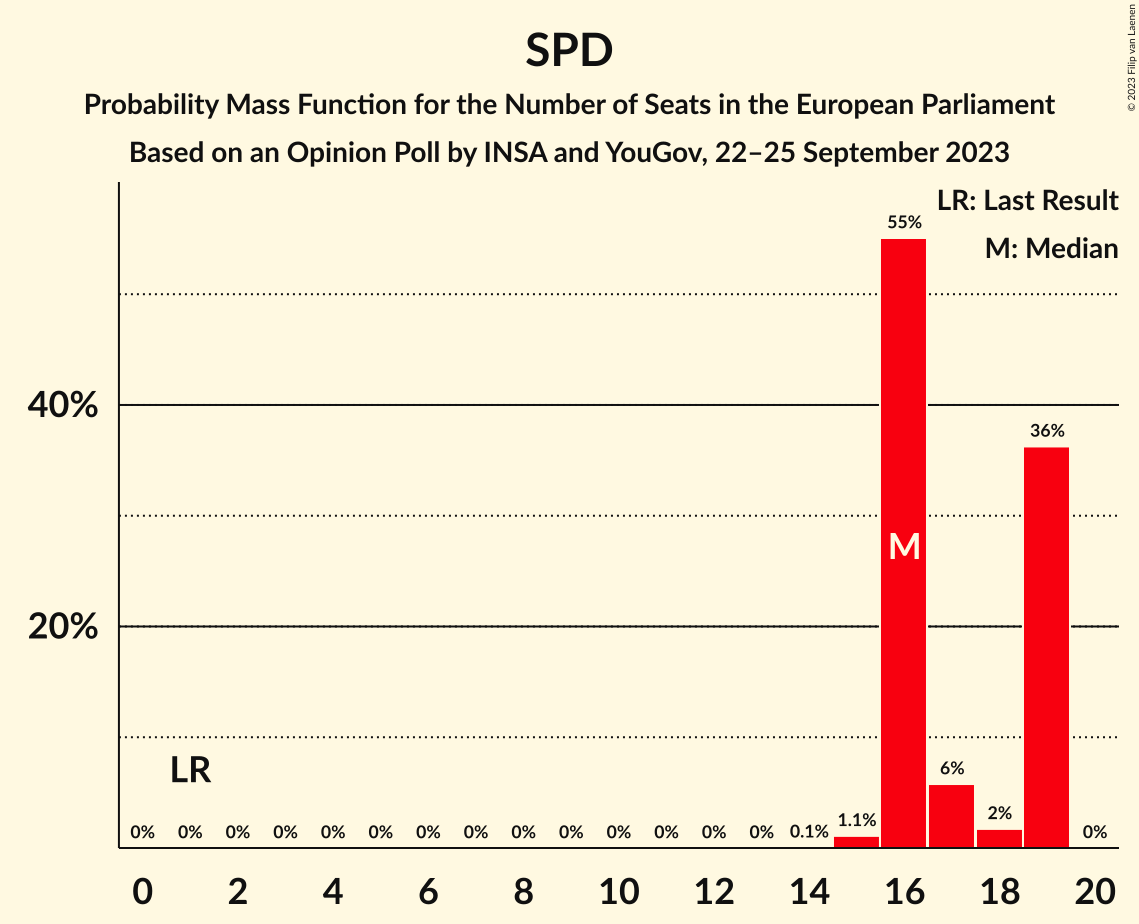 SPD
Probability Mass Function for the Number of Seats in the European Parliament
Based on an Opinion Poll by INSA and YouGov, 22–25 September 2023
© 2023 Filip van Laenen
LR: Last Result
M: Median
55%
40%
36%
M
20%
LR
6%
2%
1.1%
0% 0% 0% 0% 0% 0% 0% 0% 0% 0% 0% 0% 0% 0% 0.1% 0%
0 2 4 6 8 10 12 14 16 18 20